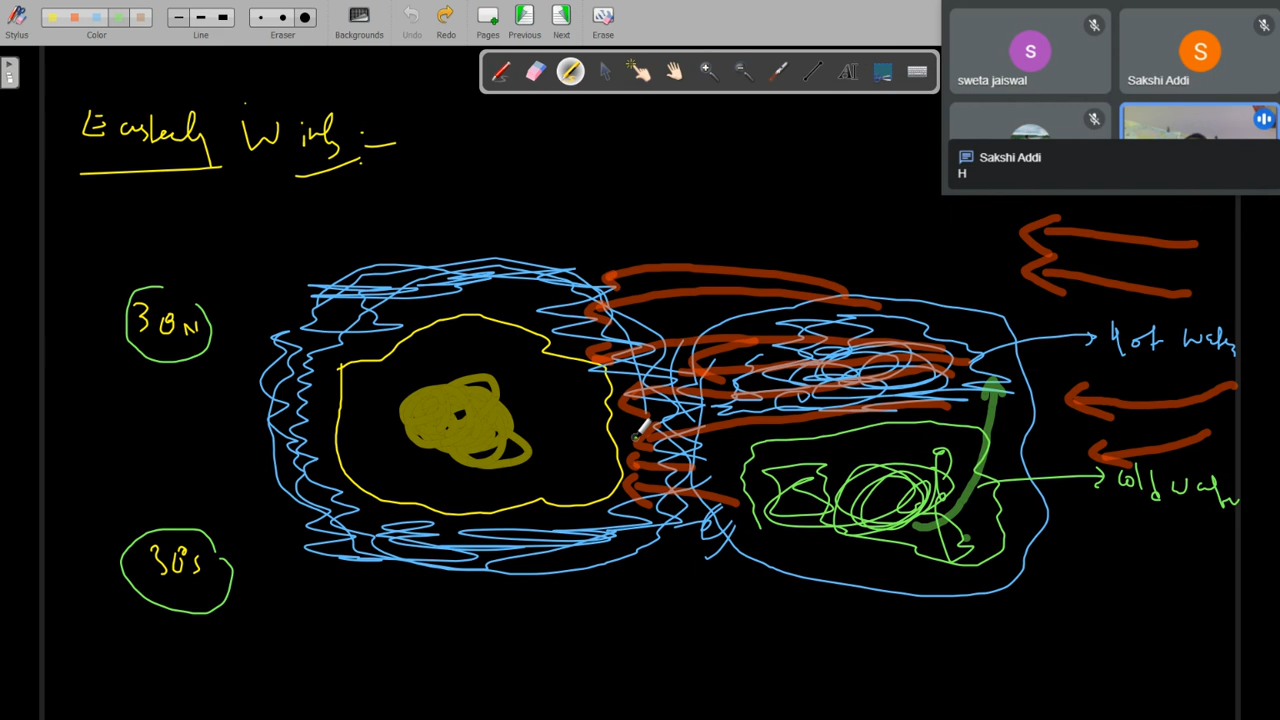 Stylus
Color
Line
Eraser
Backgrounds
Undo
Redo
Pages
Previous
Next
Erase
S
sweta jaiswal
S
Sakshi Addi
Sakshi Addi
H
Easterly Winds :-
30 N
30 S
Hot water
cold water